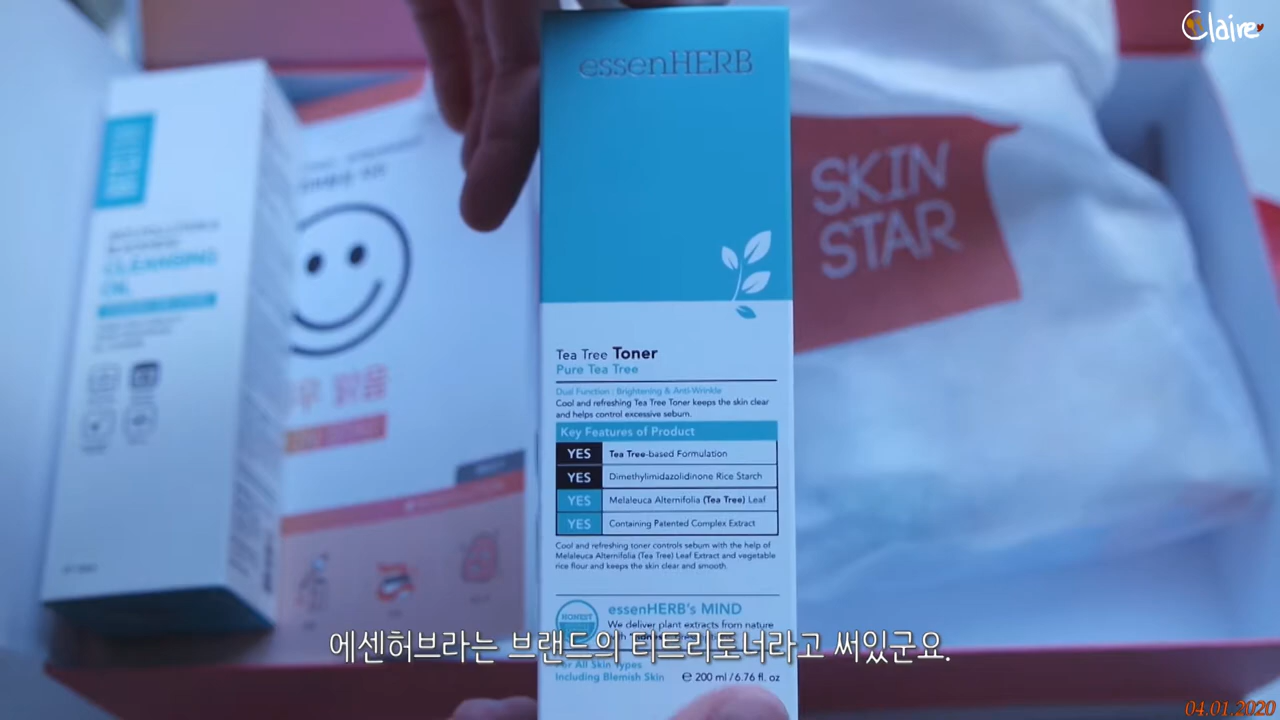 Claire
essenHERB
SKIN
STAR
CLEANSING
OIL
맑음
Tea Tree Toner
Pure Tea Tree
Dual Function : Brightening & Anti-Wrinkle
Cool and refreshing Tea Tree Toner keeps the skin clear
and helps control excessive sebum.
Key Features of Product
YES Tea Tree-based Formulation
YES Dimethylimidazolidinone Rice Starch
YES Melaleuca Alternifolia (Tea Tree) Leaf
YES Containing Patented Complex Extract
Cool and refreshing toner controls sebum with the help of
Melaleuca Alternifolia (Tea Tree) Leaf Extract and vegetable
rice flour and keeps the skin clear and smooth.
HONEST
essenHERB's MIND
We deliver plant extracts from nature
에센허브라는 브랜드의 티트리토너라고 써있군요.
For All Skin Types
Including Blemish Skin
℮ 200 ml / 6.76 fl. oz
04.01.2020